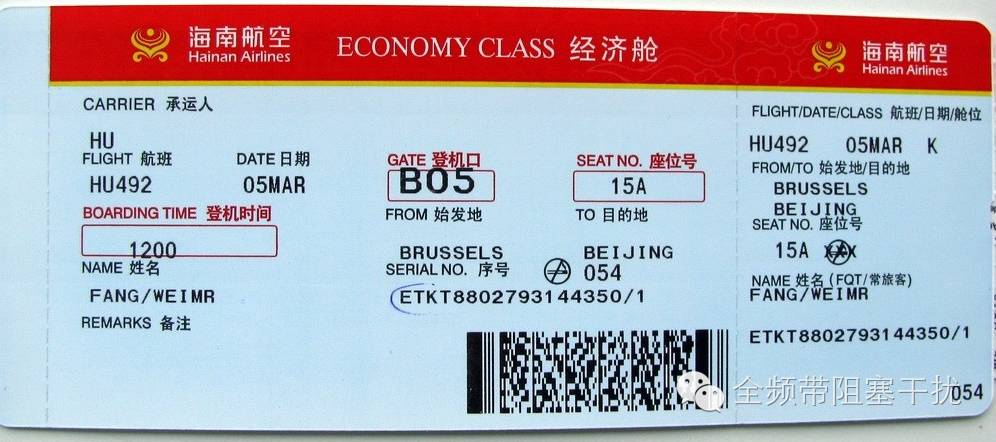 海南航空
Hainan Airlines
ECONOMY CLASS 经济舱
海南航空
Hainan Airlines
CARRIER 承运人
HU
FLIGHT 航班 DATE 日期 GATE 登机口 SEAT NO. 座位号
HU492 05MAR B05 15A
BOARDING TIME 登机时间 FROM 始发地 TO 目的地
1200 BRUSSELS BEIJING
NAME 姓名 SERIAL NO. 序号 054
FANG/WEIMR ETKT8802793144350/1
REMARKS 备注
FLIGHT/DATE/CLASS 航班/日期/舱位
HU492 05MAR K
FROM/TO 始发地/目的地
BRUSSELS
BEIJING
SEAT NO. 座位号
15A
NAME 姓名 (FQT/常旅客)
FANG/WEIMR
ETKT8802793144350/1
054
全频带阻塞干扰